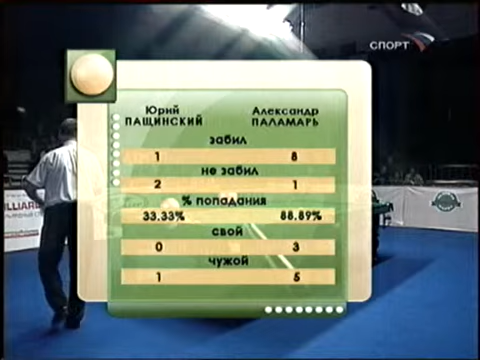 СПОРТ
Юрий Александр
ПАЩИНСКИЙ ПАЛАМАРЬ
забил
1 8
не забил
2 1
% попадания
33.33% 88.89%
свой
0 3
чужой
1 5